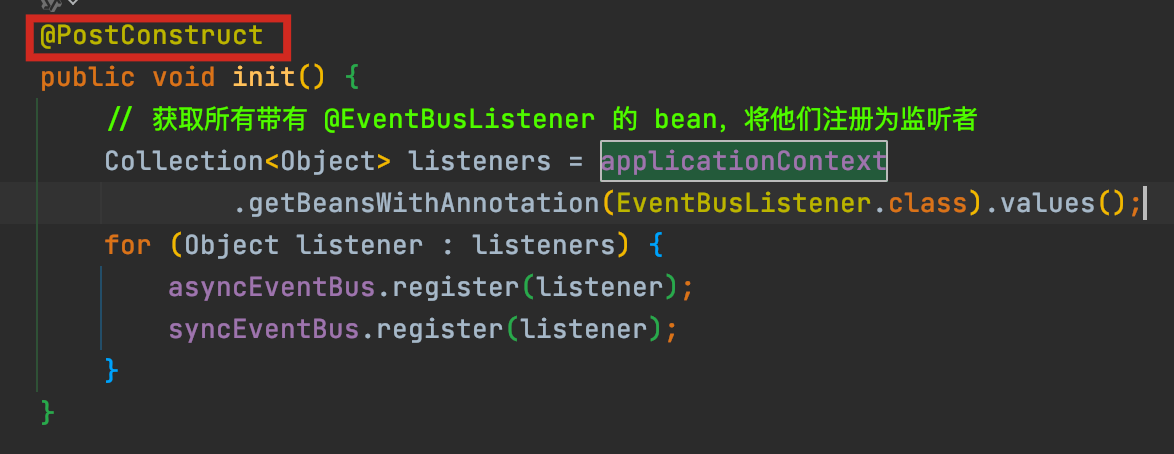 @PostConstruct
public void init() {
// 获取所有带有 @EventBusListener 的 bean，将他们注册为监听者
Collection<Object> listeners = applicationContext
.getBeansWithAnnotation(EventBusListener.class).values();
for (Object listener : listeners) {
asyncEventBus.register(listener);
syncEventBus.register(listener);
}
}